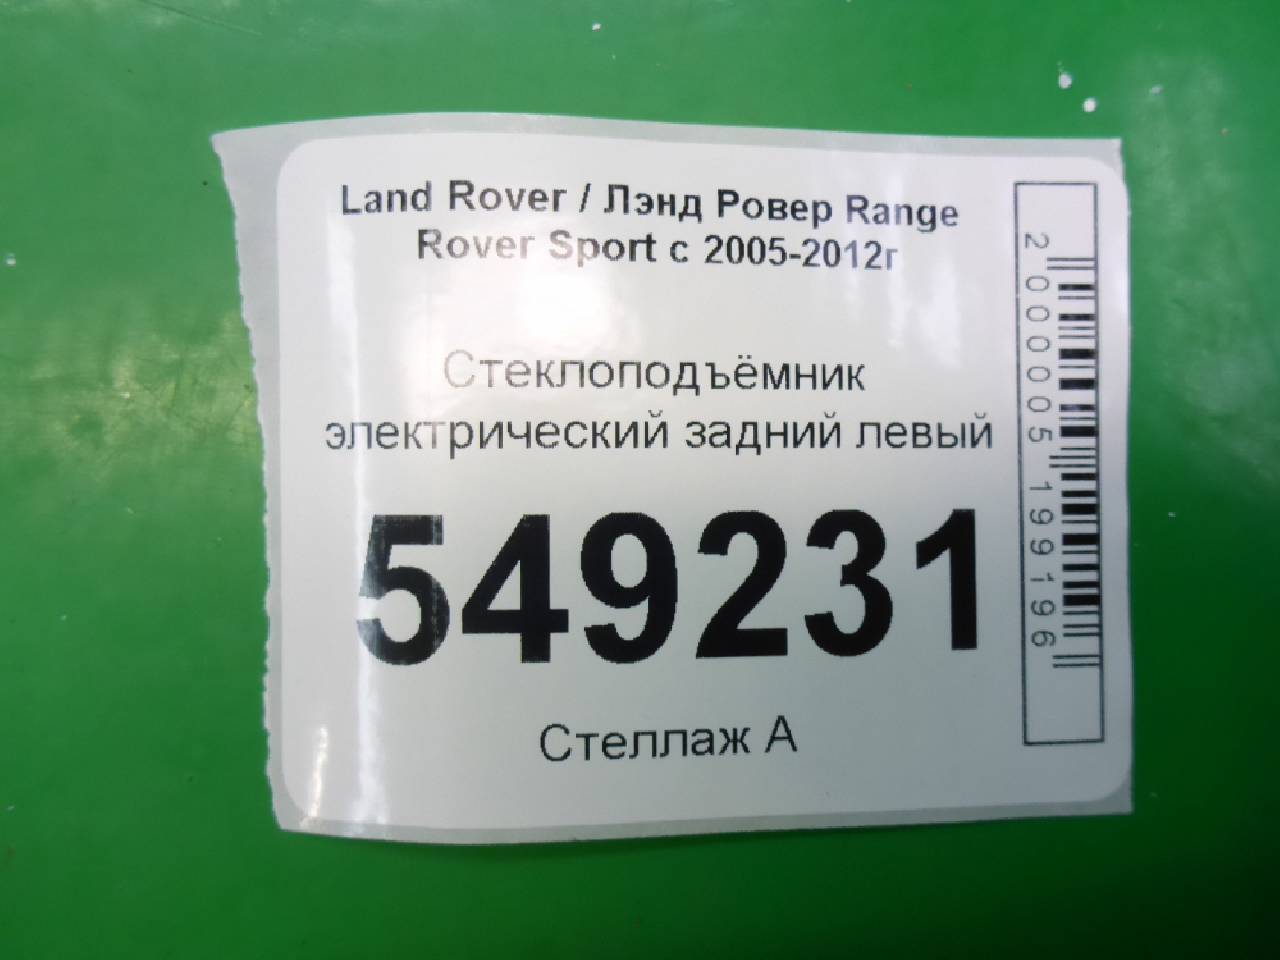 Land Rover / Лэнд Ровер Range
Rover Sport с 2005-2012г
Стеклоподъёмник
электрический задний левый
549231
Стеллаж А
2000005199196